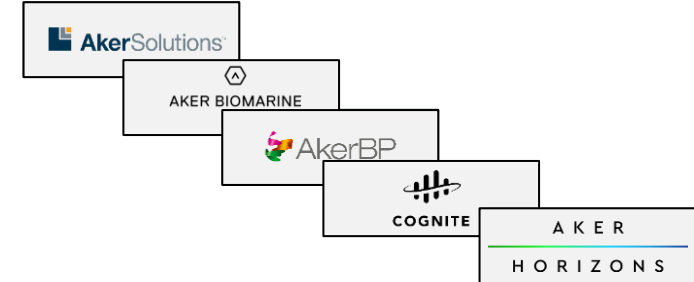 AkerSolutions
AKER BIOMARINE
AkerBP
COGNITE
AKER
HORIZONS